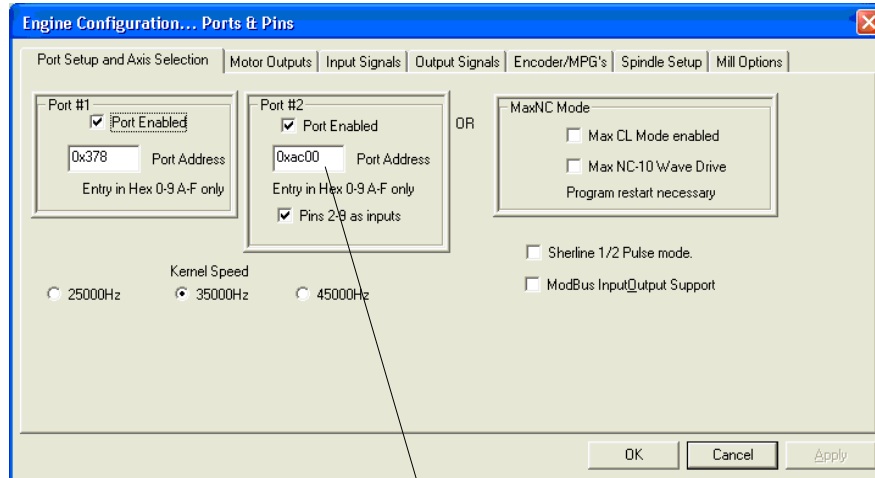 Engine Configuration... Ports & Pins
Port Setup and Axis Selection
Motor Outputs
Input Signals
Output Signals
Encoder/MPG's
Spindle Setup
Mill Options
Port #1
Port Enabled
0x378
Port Address
Entry in Hex 0-9 A-F only
Port #2
Port Enabled
0xac00
Port Address
Entry in Hex 0-9 A-F only
Pins 2-9 as inputs
OR
MaxNC Mode
Max CL Mode enabled
Max NC-10 Wave Drive
Program restart necessary
Sherline 1/2 Pulse mode.
ModBus InputOutput Support
Kernel Speed
25000Hz
35000Hz
45000Hz
OK
Cancel
Apply